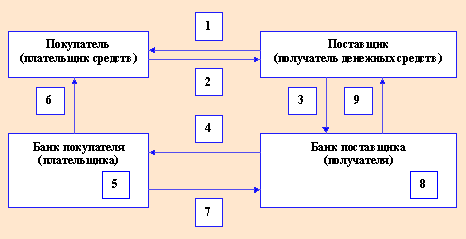 1
Покупатель
(плательщик средств)
Поставщик
(получатель денежных средств)
2
6
3
9
4
Банк покупателя
(плательщика)
5
Банк поставщика
(получателя)
8
7